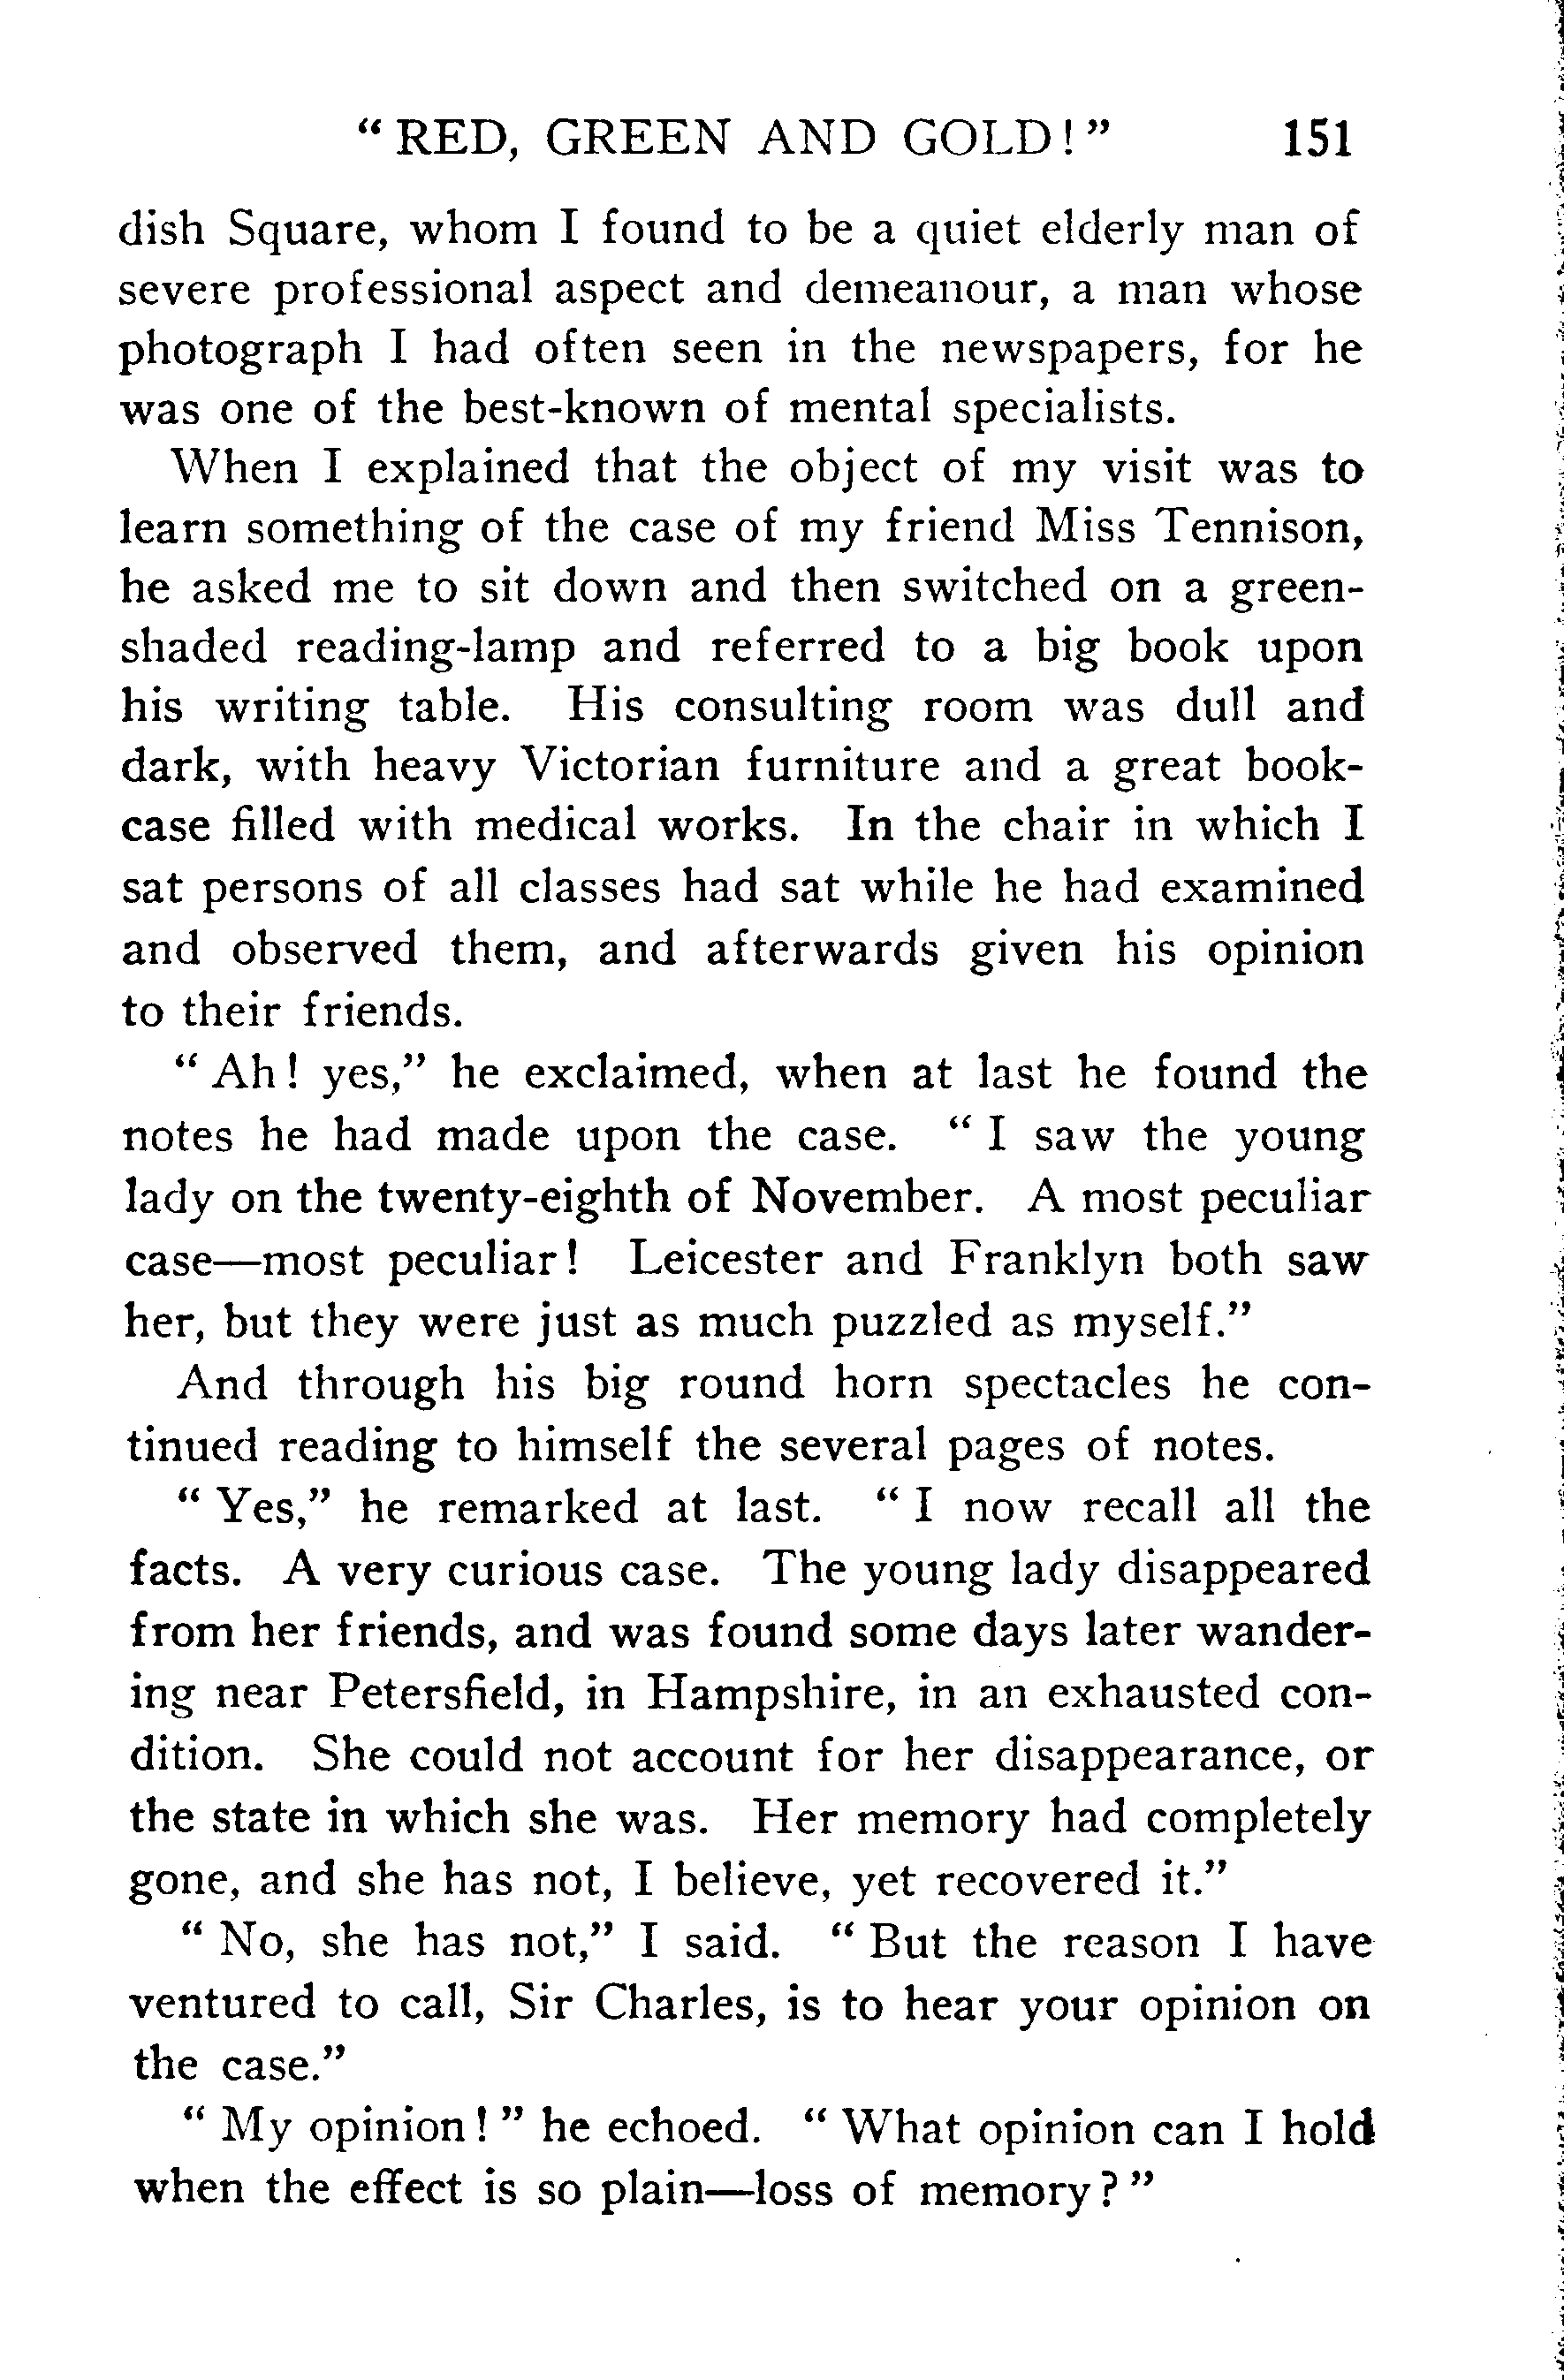 “ RED, GREEN AND GOLD! ” 151
dish Square, whom I found to be a quiet elderly man of
severe professional aspect and demeanour, a man whose
photograph I had often seen in the newspapers, for he
was one of the best-known of mental specialists.
When I explained that the object of my visit was to
learn something of the case of my friend Miss Tennison,
he asked me to sit down and then switched on a green-
shaded reading-lamp and referred to a big book upon
his writing table. His consulting room was dull and
dark, with heavy Victorian furniture and a great book-
case filled with medical works. In the chair in which I
sat persons of all classes had sat while he had examined
and observed them, and afterwards given his opinion
to their friends.
“ Ah! yes,” he exclaimed, when at last he found the
notes he had made upon the case. “ I saw the young
lady on the twenty-eighth of November. A most peculiar
case—most peculiar! Leicester and Franklyn both saw
her, but they were just as much puzzled as myself.”
And through his big round horn spectacles he con-
tinued reading to himself the several pages of notes.
“ Yes,” he remarked at last. “ I now recall all the
facts. A very curious case. The young lady disappeared
from her friends, and was found some days later wander-
ing near Petersfield, in Hampshire, in an exhausted con-
dition. She could not account for her disappearance, or
the state in which she was. Her memory had completely
gone, and she has not, I believe, yet recovered it.”
“ No, she has not,” I said. “ But the reason I have
ventured to call, Sir Charles, is to hear your opinion on
the case.”
“ My opinion! ” he echoed. “ What opinion can I hold
when the effect is so plain—loss of memory? ”